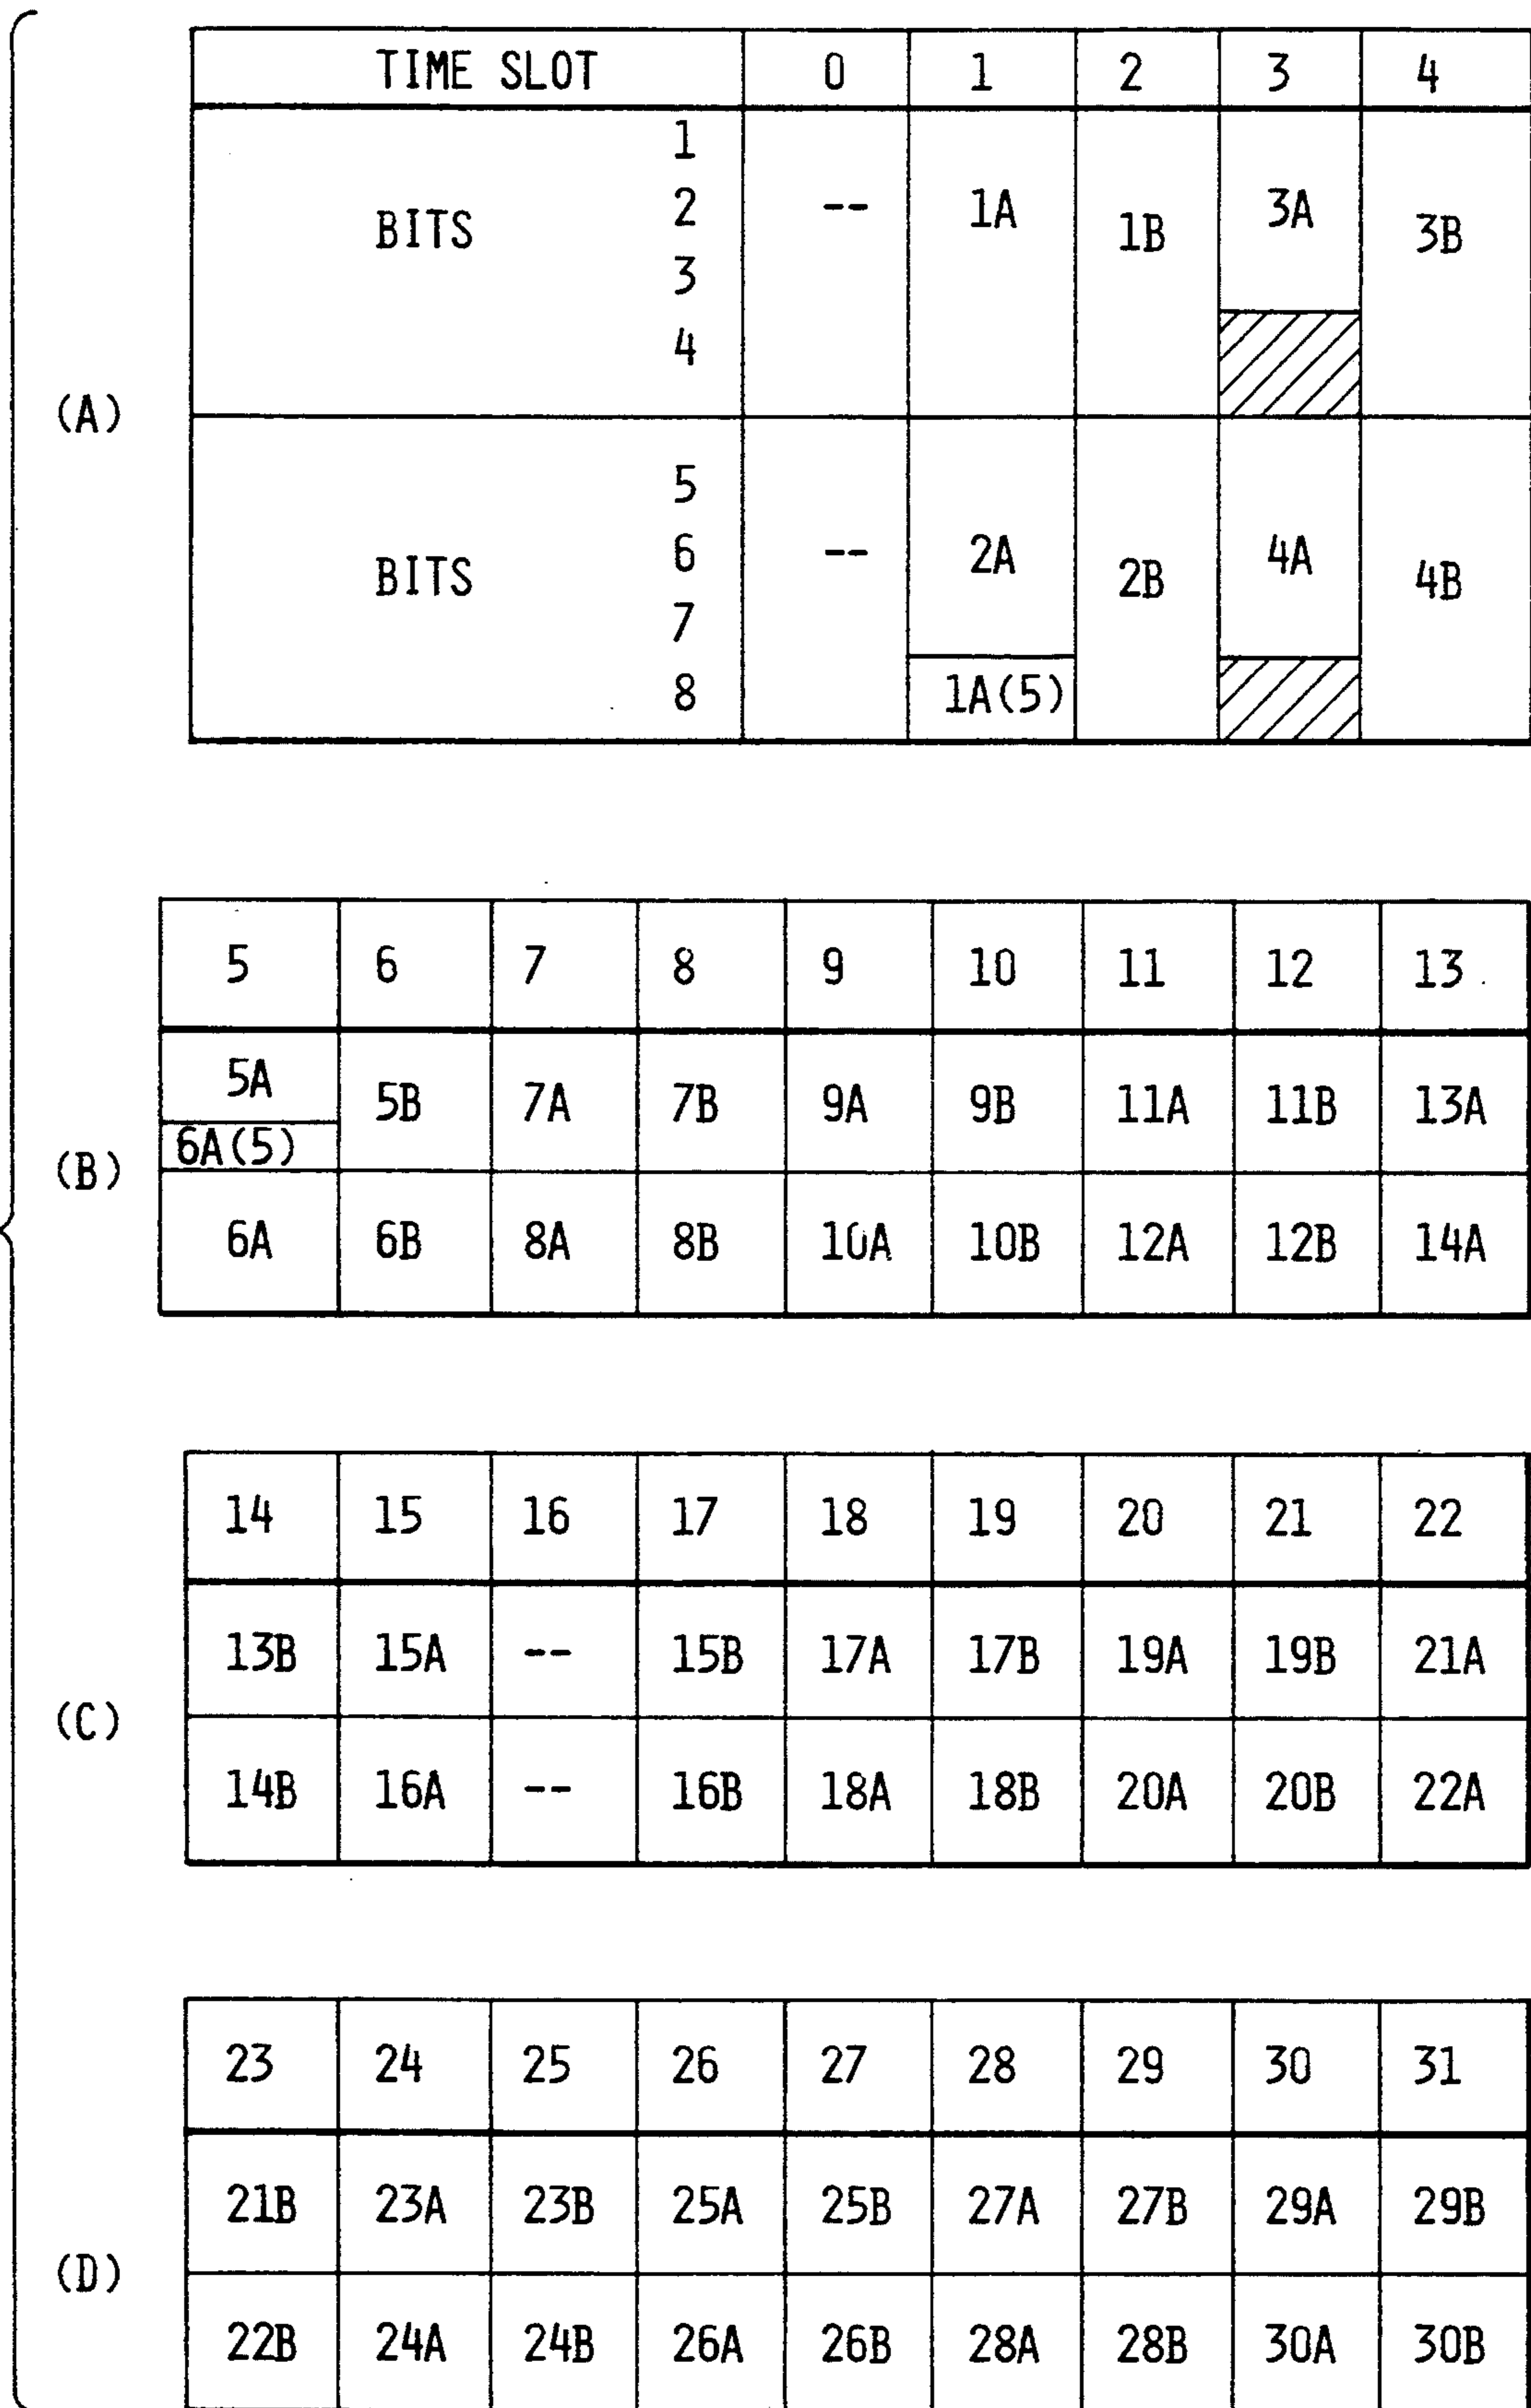 TIME SLOT 0 1 2 3 4
1
2
3
4
BITS -- 1A 1B 3A 3B
(A)
5
6
7
8
BITS -- 2A 2B 4A 4B
1A(5)
5 6 7 8 9 10 11 12 13
5A 5B 7A 7B 9A 9B 11A 11B 13A
6A(5)
(B)
6A 6B 8A 8B 10A 10B 12A 12B 14A
14 15 16 17 18 19 20 21 22
13B 15A -- 15B 17A 17B 19A 19B 21A
(C)
14B 16A -- 16B 18A 18B 20A 20B 22A
23 24 25 26 27 28 29 30 31
21B 23A 23B 25A 25B 27A 27B 29A 29B
(D)
22B 24A 24B 26A 26B 28A 28B 30A 30B